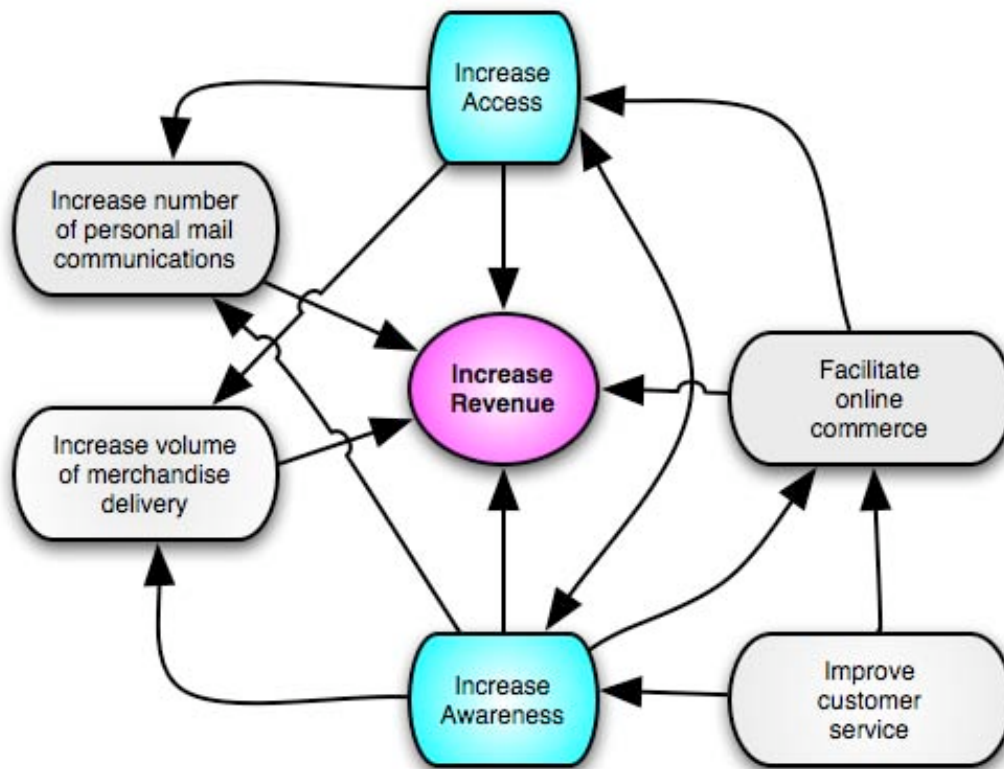 Increase
Access
Increase number
of personal mail
communications
Increase
Revenue
Facilitate
online
commerce
Increase volume
of merchandise
delivery
Increase
Awareness
Improve
customer
service